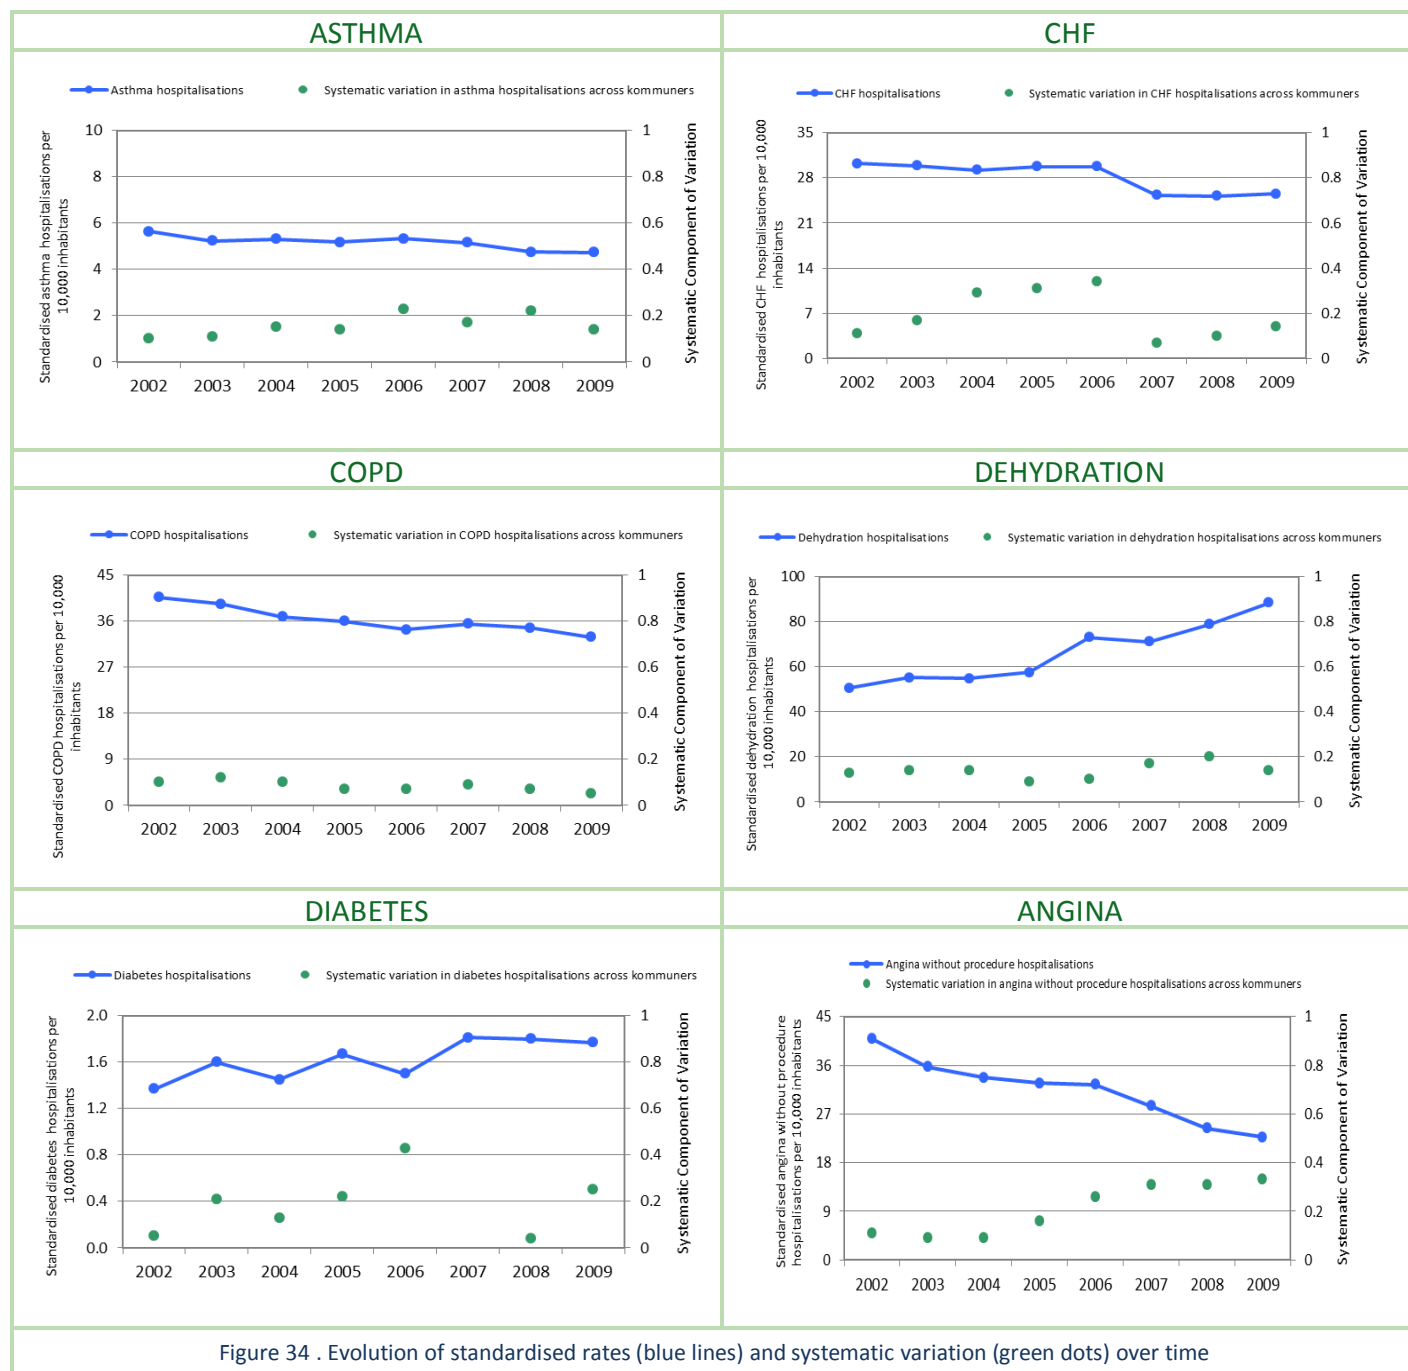 ASTHMA
Asthma hospitalisations
Systematic variation in asthma hospitalisations across kommuners
Standardised asthma hospitalisations per
10,000 inhabitants
10
8
6
4
2
0
1
0.8
0.6
0.4
0.2
0
Systematic Component of Variation
2002 2003 2004 2005 2006 2007 2008 2009
CHF
CHF hospitalisations
Systematic variation in CHF hospitalisations across kommuners
Standardised CHF hospitalisations per 10,000
inhabitants
35
28
21
14
7
0
1
0.8
0.6
0.4
0.2
0
Systematic Component of Variation
2002 2003 2004 2005 2006 2007 2008 2009
COPD
COPD hospitalisations
Systematic variation in COPD hospitalisations across kommuners
Standardised COPD hospitalisations per 10,000
inhabitants
45
36
27
18
9
0
1
0.8
0.6
0.4
0.2
0
Systematic Component of Variation
2002 2003 2004 2005 2006 2007 2008 2009
DEHYDRATION
Dehydration hospitalisations
Systematic variation in dehydration hospitalisations across kommuners
Standardised dehydration hospitalisations per
10,000 inhabitants
100
80
60
40
20
0
1
0.8
0.6
0.4
0.2
0
Systematic Component of Variation
2002 2003 2004 2005 2006 2007 2008 2009
DIABETES
Diabetes hospitalisations
Systematic variation in diabetes hospitalisations across kommuners
Standardised diabetes hospitalisations per
10,000 inhabitants
2.0
1.6
1.2
0.8
0.4
0.0
1
0.8
0.6
0.4
0.2
0
Systematic Component of Variation
2002 2003 2004 2005 2006 2007 2008 2009
ANGINA
Angina without procedure hospitalisations
Systematic variation in angina without procedure hospitalisations across kommuners
Standardised angina without procedure
hospitalisations per 10,000 inhabitants
45
36
27
18
9
0
1
0.8
0.6
0.4
0.2
0
Systematic Component of Variation
2002 2003 2004 2005 2006 2007 2008 2009
Figure 34 . Evolution of standardised rates (blue lines) and systematic variation (green dots) over time